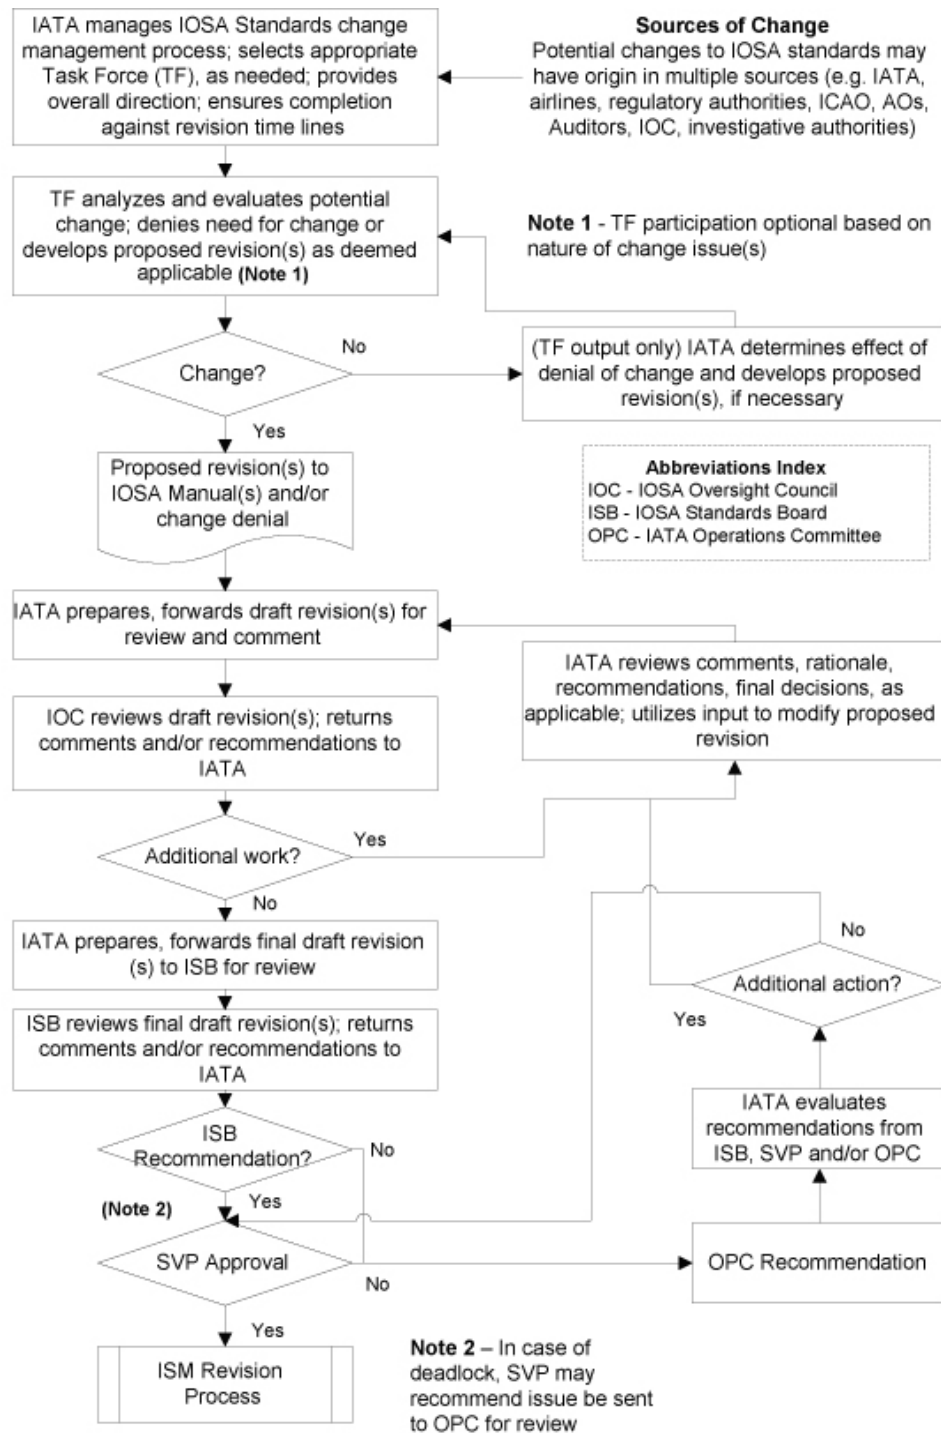 IATA manages IOSA Standards change
management process; selects appropriate
Task Force (TF), as needed; provides
overall direction; ensures completion
against revision time lines
Sources of Change
Potential changes to IOSA standards may
have origin in multiple sources (e.g. IATA,
airlines, regulatory authorities, ICAO, AOs,
Auditors, IOC, investigative authorities)
TF analyzes and evaluates potential
change; denies need for change or
develops proposed revision(s) as deemed
applicable (Note 1)
Note 1 - TF participation optional based on
nature of change issue(s)
Change?
No
Yes
(TF output only) IATA determines effect of
denial of change and develops proposed
revision(s), if necessary
Proposed revision(s) to
IOSA Manual(s) and/or
change denial
Abbreviations Index
IOC - IOSA Oversight Council
ISB - IOSA Standards Board
OPC - IATA Operations Committee
IATA prepares, forwards draft revision(s) for
review and comment
IATA reviews comments, rationale,
recommendations, final decisions, as
applicable; utilizes input to modify proposed
revision
IOC reviews draft revision(s); returns
comments and/or recommendations to
IATA
Additional work?
Yes
No
IATA prepares, forwards final draft revision
(s) to ISB for review
No
Additional action?
Yes
ISB reviews final draft revision(s); returns
comments and/or recommendations to
IATA
ISB
Recommendation?
No
Yes
IATA evaluates
recommendations from
ISB, SVP and/or OPC
(Note 2)
SVP Approval
No
Yes
OPC Recommendation
ISM Revision
Process
Note 2 – In case of
deadlock, SVP may
recommend issue be sent
to OPC for review